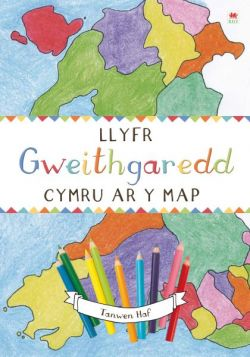 LLYFR
Gweithgaredd
CYMRU AR Y MAP
Tanwen Haf